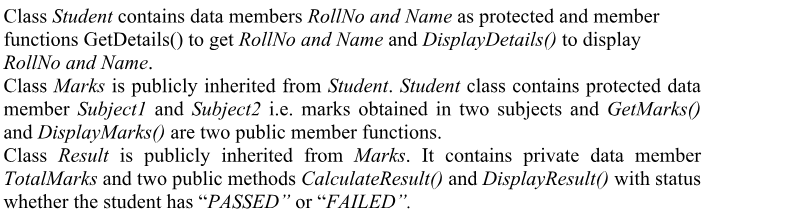 Class Student contains data members RollNo and Name as protected and member
functions GetDetails() to get RollNo and Name and DisplayDetails() to display
RollNo and Name.
Class Marks is publicly inherited from Student. Student class contains protected data
member Subject1 and Subject2 i.e. marks obtained in two subjects and GetMarks()
and DisplayMarks() are two public member functions.
Class Result is publicly inherited from Marks. It contains private data member
TotalMarks and two public methods CalculateResult() and DisplayResult() with status
whether the student has “PASSED” or “FAILED”.